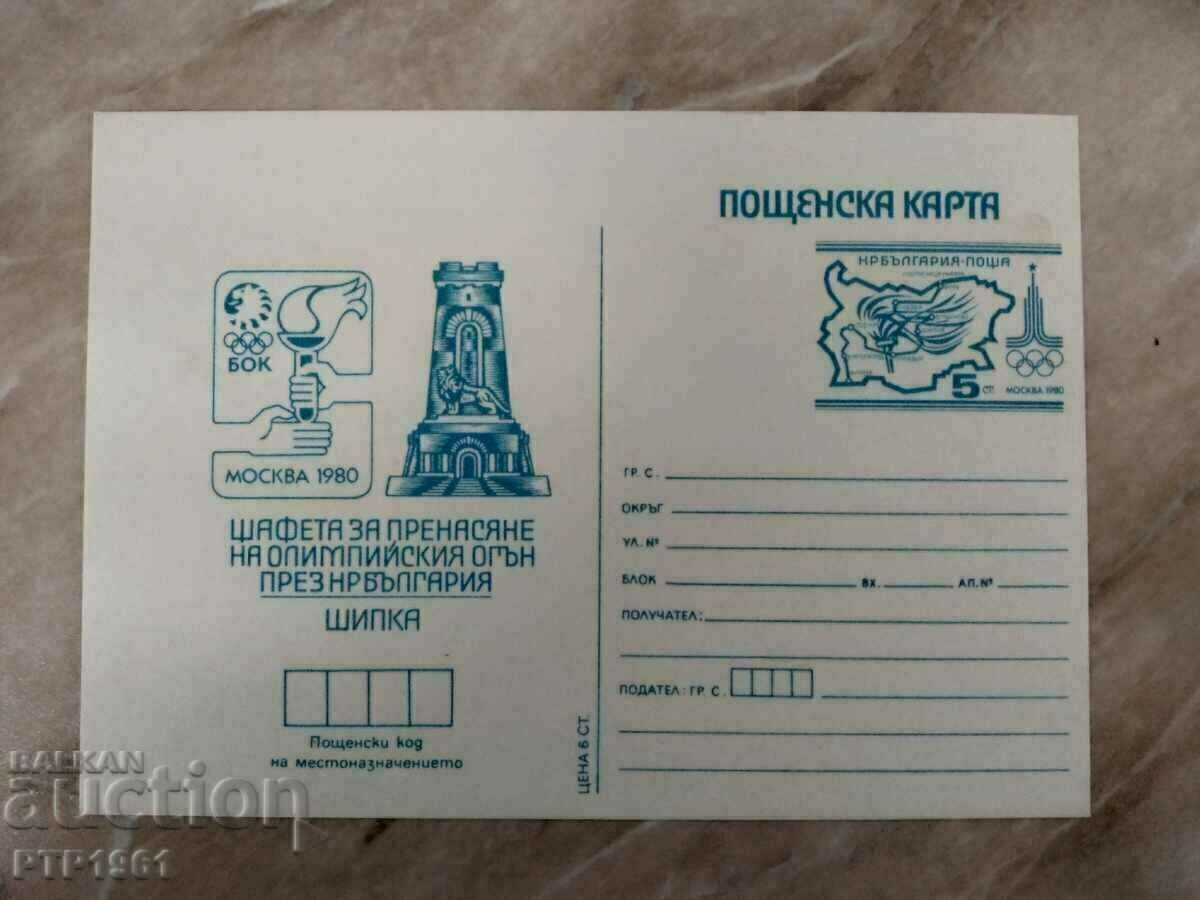 ПОЩЕНСКА КАРТА
НРБЪЛГАРИЯ·ПОЩА
5 СТ.
МОСКВА 1980
БОК
МОСКВА 1980
ЩАФЕТА ЗА ПРЕНАСЯНЕ
НА ОЛИМПИЙСКИЯ ОГЪН
ПРЕЗ НРБЪЛГАРИЯ
ШИПКА
Пощенски код
на местоназначението
ЦЕНА 6 СТ.
ГР. С.
ОКРЪГ
УЛ. №
БЛОК ВХ. АП. №
ПОЛУЧАТЕЛ:
ПОДАТЕЛ: ГР. С.
BALKAN
auction
PTP1961